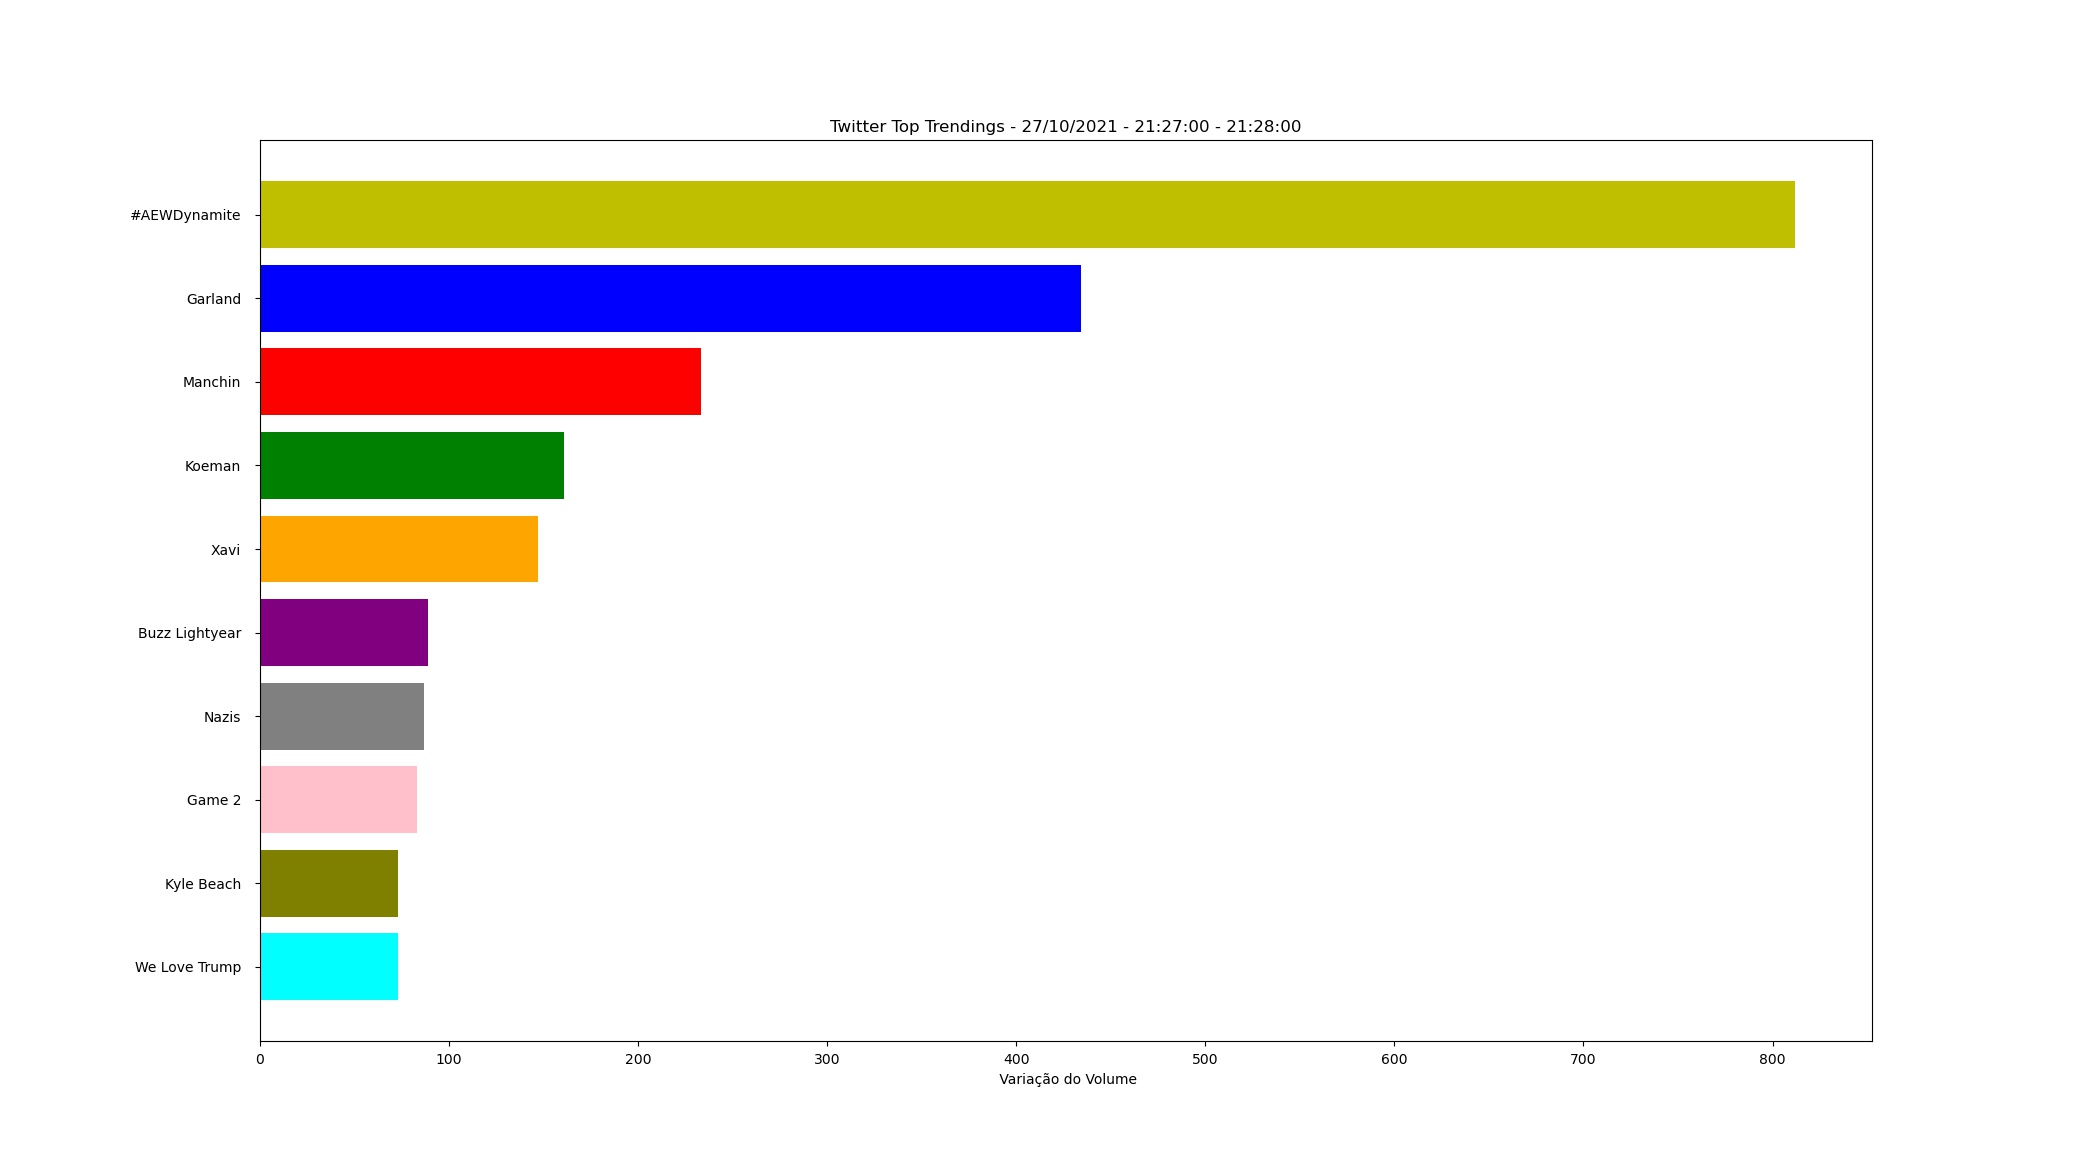 Twitter Top Trendings - 27/10/2021 - 21:27:00 - 21:28:00
#AEWDynamite
Garland
Manchin
Koeman
Xavi
Buzz Lightyear
Nazis
Game 2
Kyle Beach
We Love Trump
0 100 200 300 400 500 600 700 800
Variação do Volume